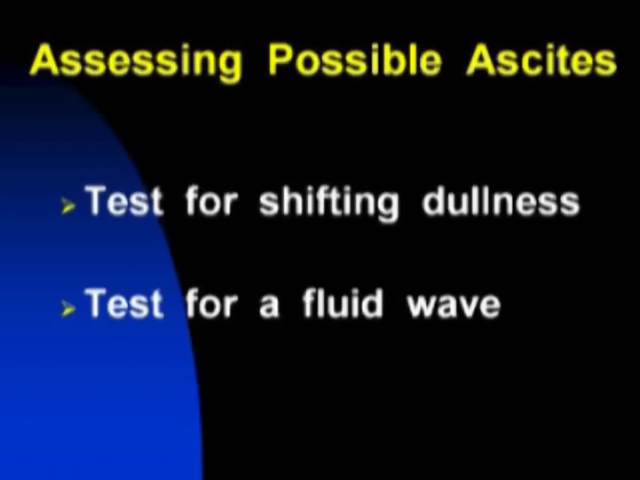 Assessing Possible Ascites
Test for shifting dullness
Test for a fluid wave